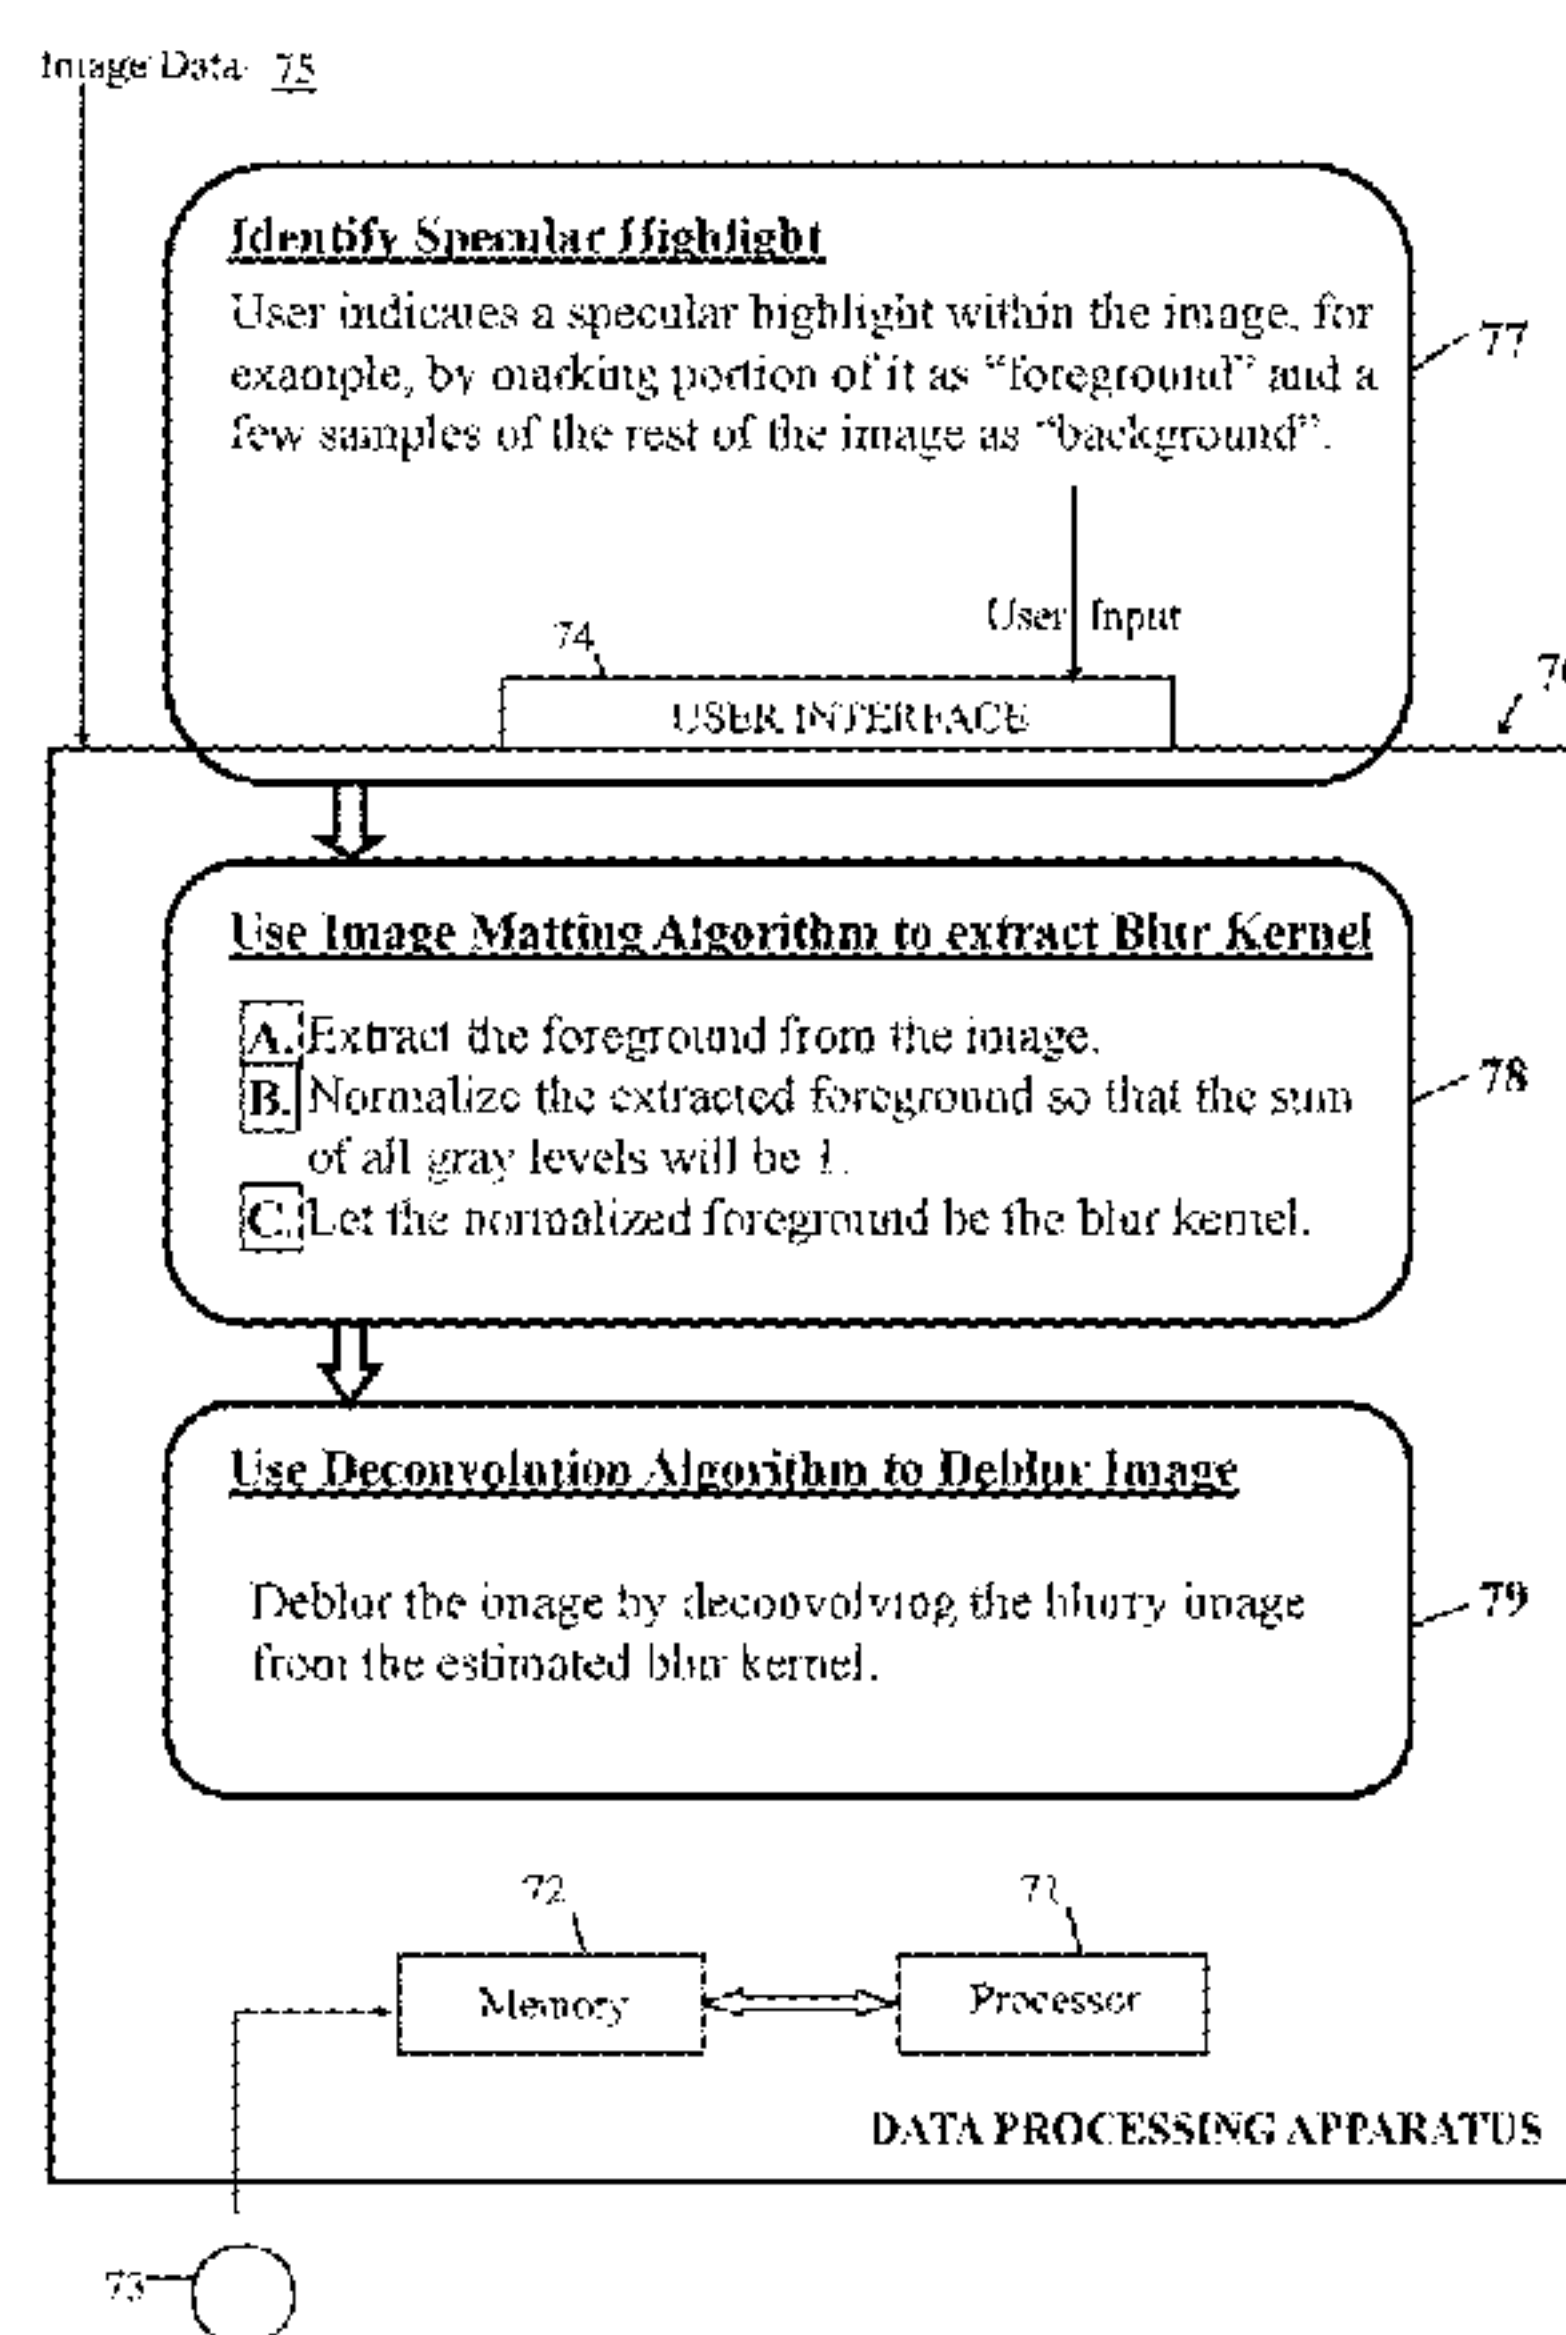 Image Data 75
Identify Specular Highlight
User indicates a specular highlight within the image, for
example, by marking portion of it as "foreground" and a
few samples of the rest of the image as "background".
77
User Input
74
USER INTERFACE
Use Image Matting Algorithm to extract Blur Kernel
A. Extract the foreground from the image.
B. Normalize the extracted foreground so that the sum
of all gray levels will be 1.
C. Let the normalized foreground be the blur kernel.
78
Use Deconvolution Algorithm to Deblur Image
Deblur the image by deconvolving the blurry image
from the estimated blur kernel.
79
72
71
Memory
Processor
DATA PROCESSING APPARATUS
73